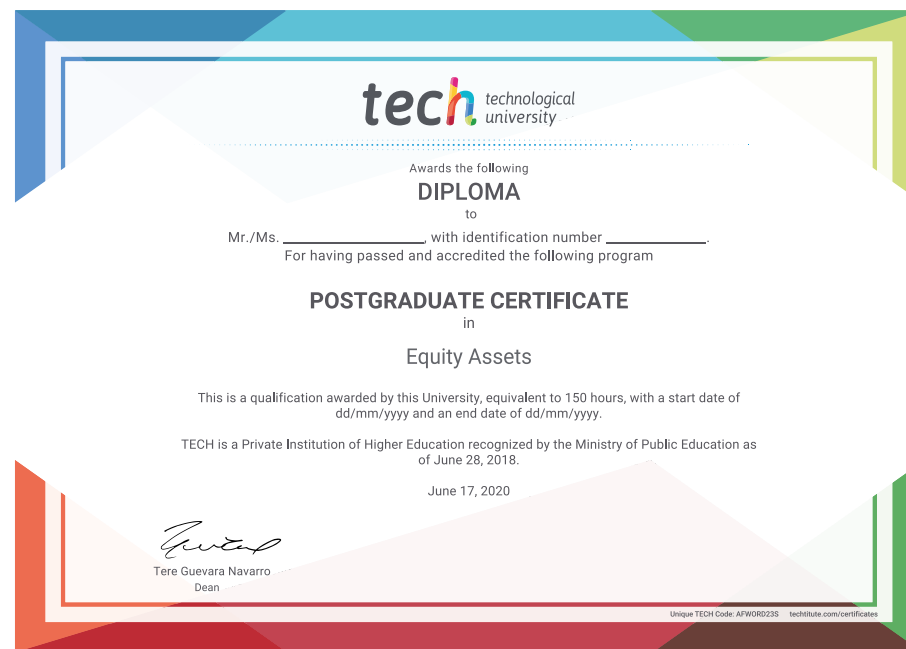 tech technological
university
Awards the following
DIPLOMA
to
Mr./Ms. , with identification number .
For having passed and accredited the following program
POSTGRADUATE CERTIFICATE
in
Equity Assets
This is a qualification awarded by this University, equivalent to 150 hours, with a start date of
dd/mm/yyyy and an end date of dd/mm/yyyy.
TECH is a Private Institution of Higher Education recognized by the Ministry of Public Education as
of June 28, 2018.
June 17, 2020
Tere Guevara Navarro
Dean
Unique TECH Code: AFWORD23S techtitute.com/certificates